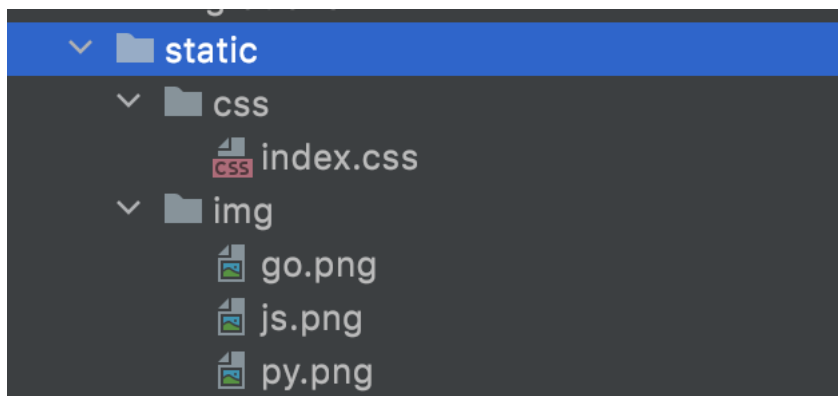 static
css
CSS index.css
img
go.png
js.png
py.png